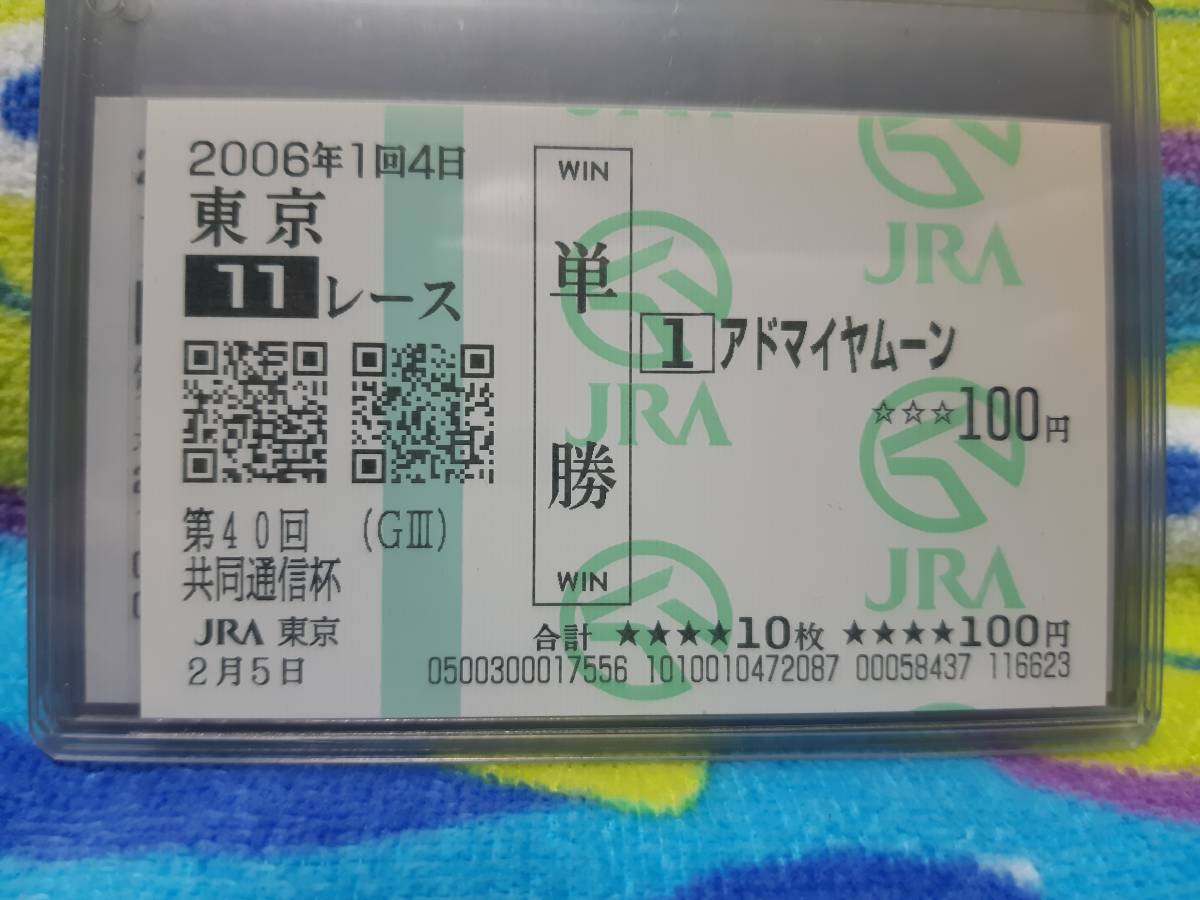 2006年1回4日
東京
11レース
第40回 (GⅢ)
共同通信杯
JRA 東京
2月5日
WIN
単勝
WIN
1 アドマイヤムーン
☆☆☆100円
合計 ★★★★10枚 ★★★★100円
0500300017556 1010010472087 00058437 116623
JRA
JRA
JRA